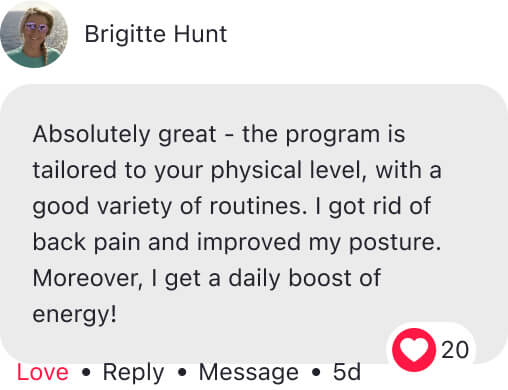 Brigitte Hunt
Absolutely great - the program is
tailored to your physical level, with a
good variety of routines. I got rid of
back pain and improved my posture.
Moreover, I get a daily boost of
energy!
20
Love • Reply • Message • 5d